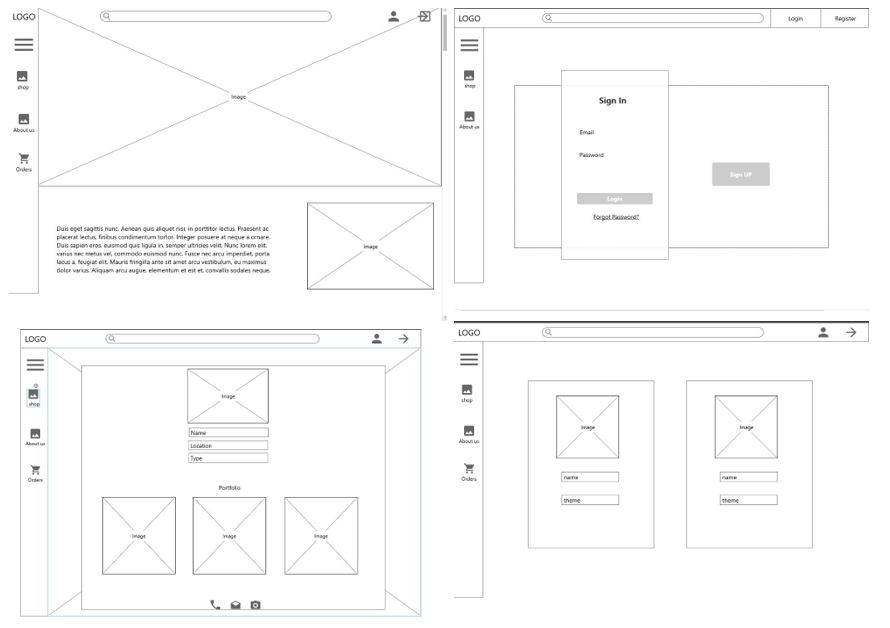 LOGO
Image
shop
About us
Orders
Duis eget sagittis nunc. Aenean quis aliquet nisi, in porttitor lectus. Praesent ac
placerat lectus, finibus condimentum tortor. Integer posuere at neque a ornare.
Duis sapien eros, euismod quis ligula in, semper ultricies velit. Nunc lorem elit,
varius nec metus vel, commodo euismod nunc. Fusce nec arcu imperdiet, porta
lacus a, feugiat elit. Mauris fringilla ante sit amet arcu vestibulum, eu maximus
dolor varius. Aliquam arcu augue, elementum et est et, convallis sodales neque.
Image
LOGO
Login
Register
shop
About us
Sign In
Email
Password
Login
Forgot Password?
Sign UP
LOGO
shop
About us
Orders
Image
Name
Location
Type
Portfolio
Image
Image
Image
LOGO
shop
About us
Orders
Image
name
theme
Image
name
theme